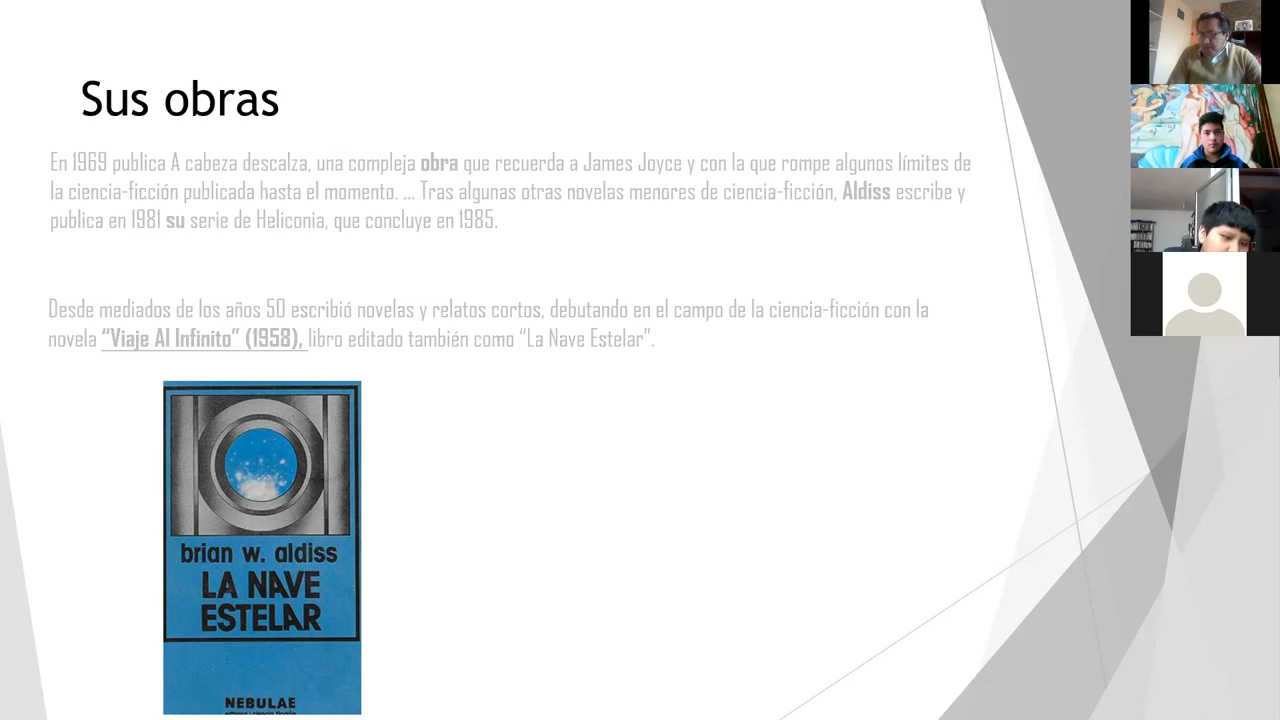 Sus obras
En 1969 publica A cabeza descalza, una compleja obra que recuerda a James Joyce y con la que rompe algunos límites de
la ciencia-ficción publicada hasta el momento. ... Tras algunas otras novelas menores de ciencia-ficción, Aldiss escribe y
publica en 1981 su serie de Heliconia, que concluye en 1985.
Desde mediados de los años 50 escribió novelas y relatos cortos, debutando en el campo de la ciencia-ficción con la
novela “Viaje Al Infinito” (1958), libro editado también como “La Nave Estelar”.
brian w. aldiss
LA NAVE
ESTELAR
NEBULAE